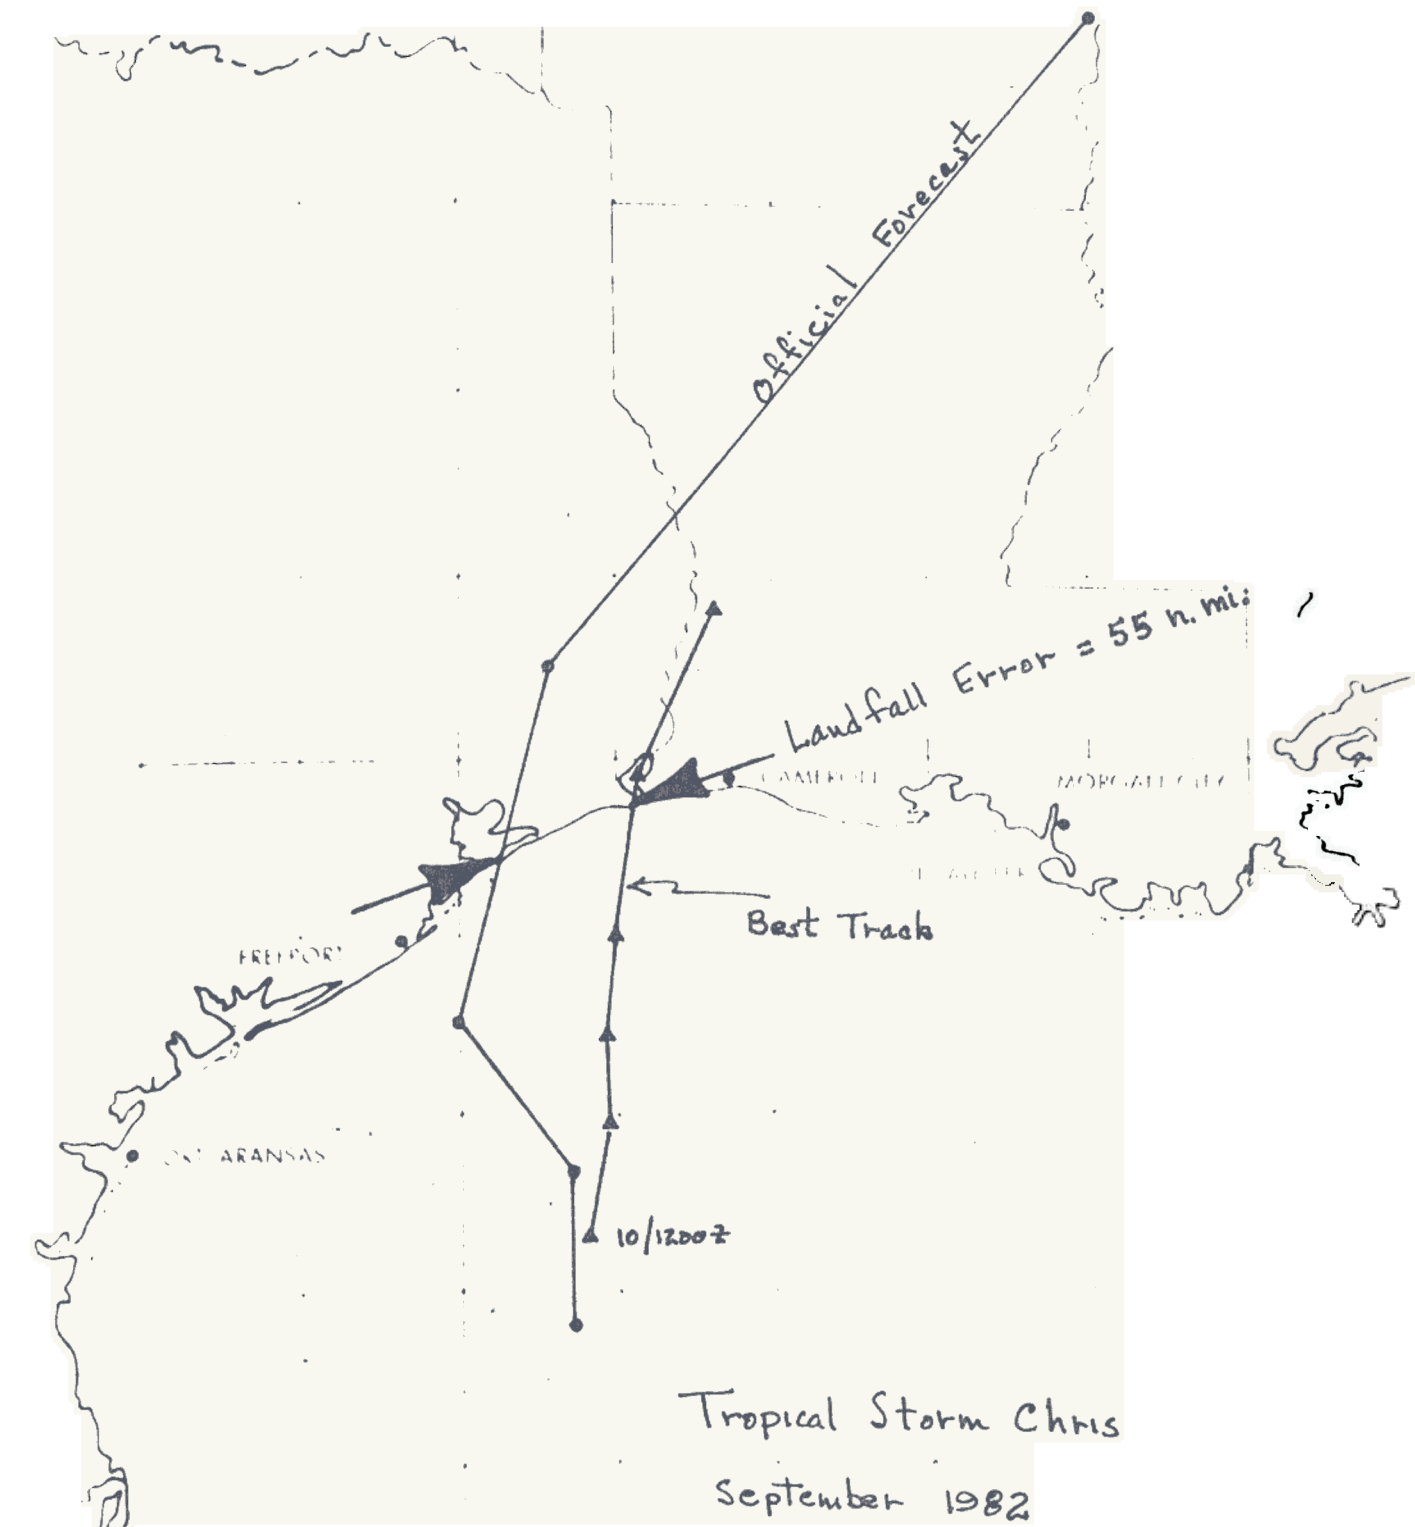 Official Forecast
Landfall Error = 55 n. mi.
MORGAN CITY
Best Track
FREEPORT
ARANSAS
10/1200Z
Tropical Storm Chris
September 1982